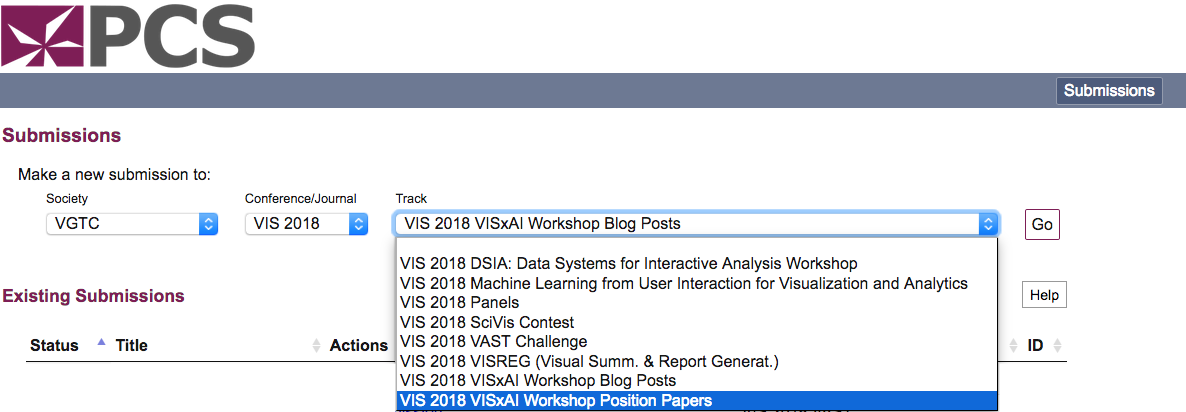 PCS
Submissions
Submissions
Make a new submission to:
Society Conference/Journal Track
VGTC VIS 2018 VIS 2018 VISxAI Workshop Blog Posts Go
VIS 2018 DSIA: Data Systems for Interactive Analysis Workshop
VIS 2018 Machine Learning from User Interaction for Visualization and Analytics
Existing Submissions Help
VIS 2018 Panels
VIS 2018 SciVis Contest
VIS 2018 VAST Challenge
Status Title Actions ID
VIS 2018 VISREG (Visual Summ. & Report Generat.)
VIS 2018 VISxAI Workshop Blog Posts
VIS 2018 VISxAI Workshop Position Papers